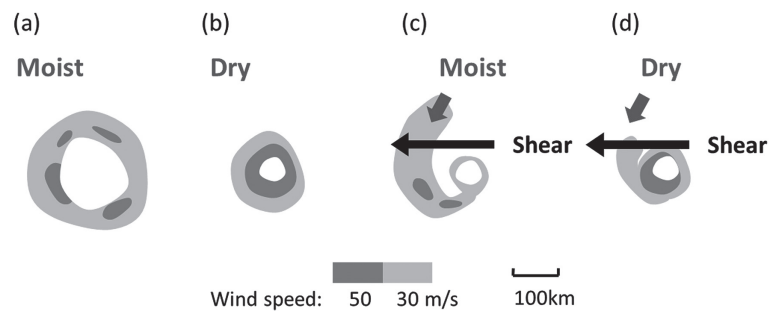 (a) (b) (c) (d)
Moist Dry Moist Dry
Shear Shear
Wind speed: 50 30 m/s 100km